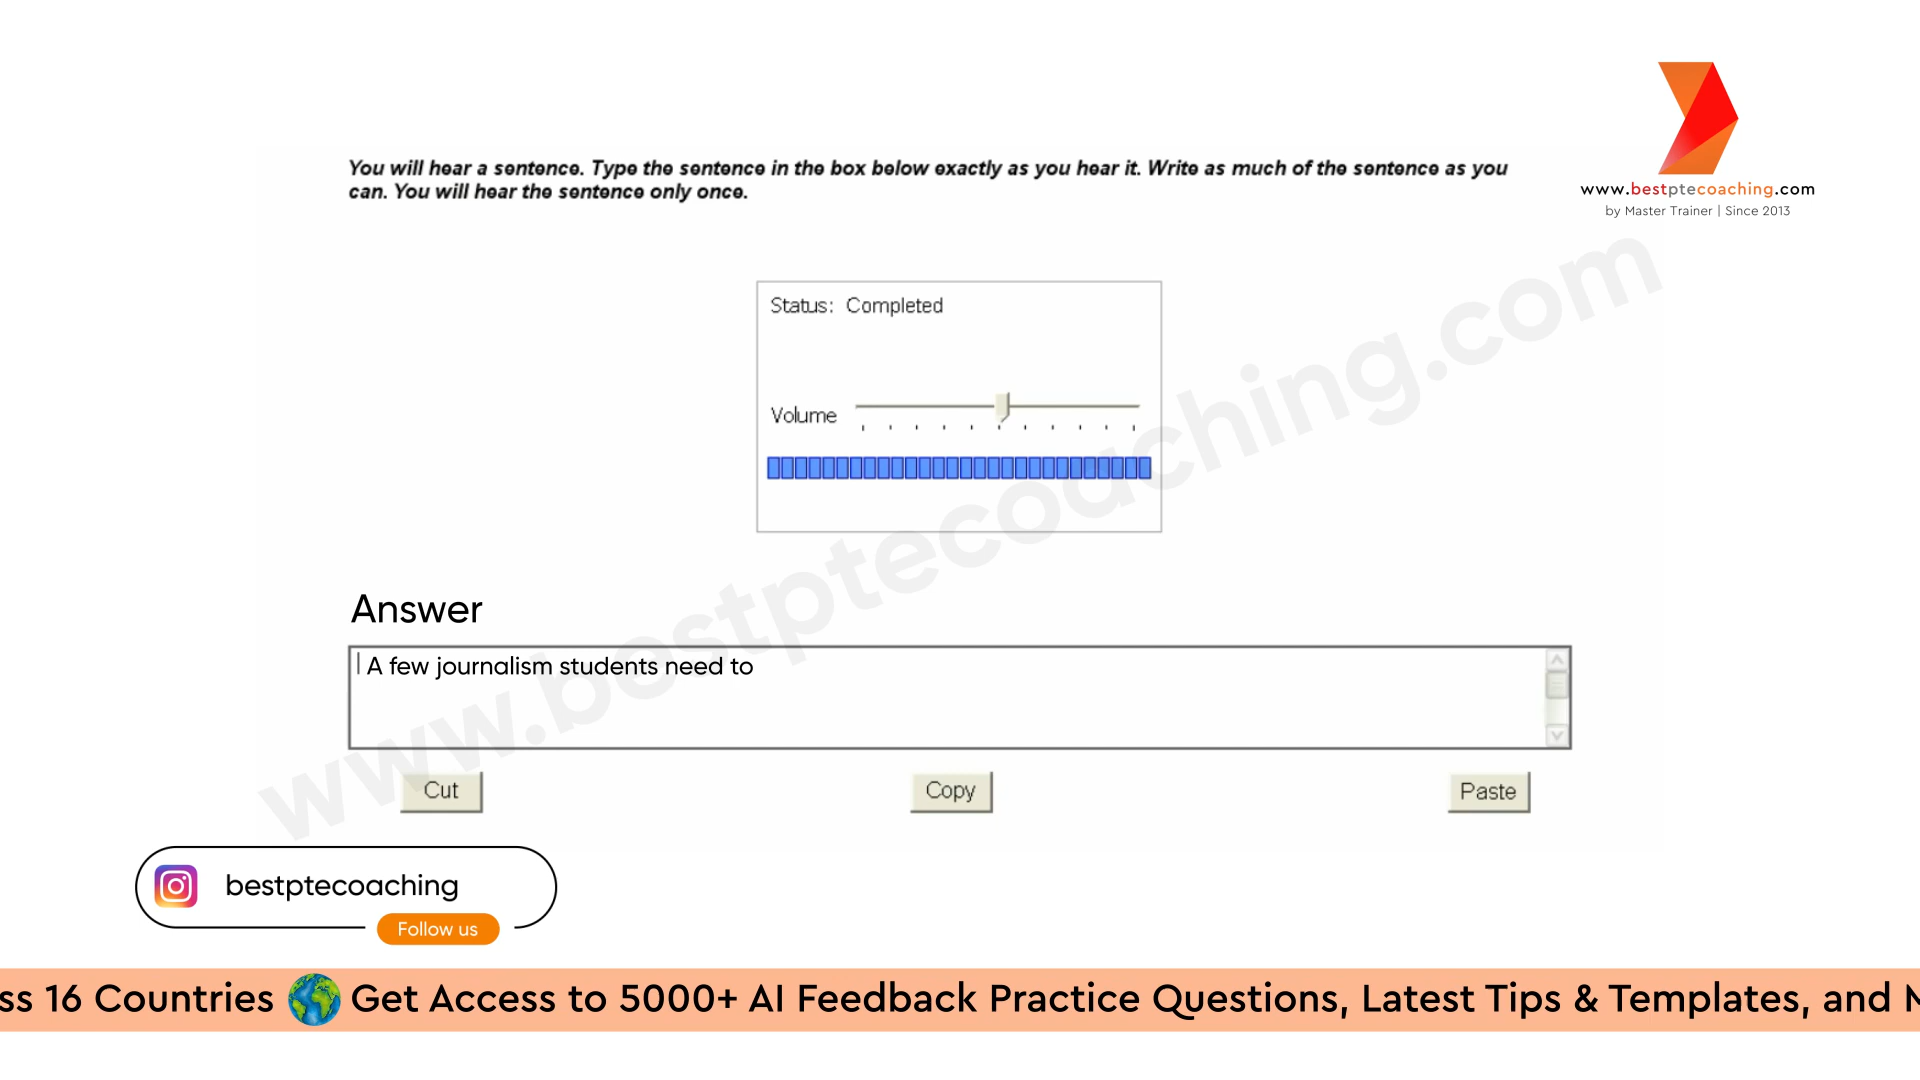 You will hear a sentence. Type the sentence in the box below exactly as you hear it. Write as much of the sentence as you
can. You will hear the sentence only once.
www.bestptecoaching.com
by Master Trainer | Since 2013
Status: Completed
Volume
www.bestptecoaching.com
Answer
A few journalism students need to
Cut
Copy
Paste
bestptecoaching
Follow us
ss 16 Countries 🌍 Get Access to 5000+ AI Feedback Practice Questions, Latest Tips & Templates, and